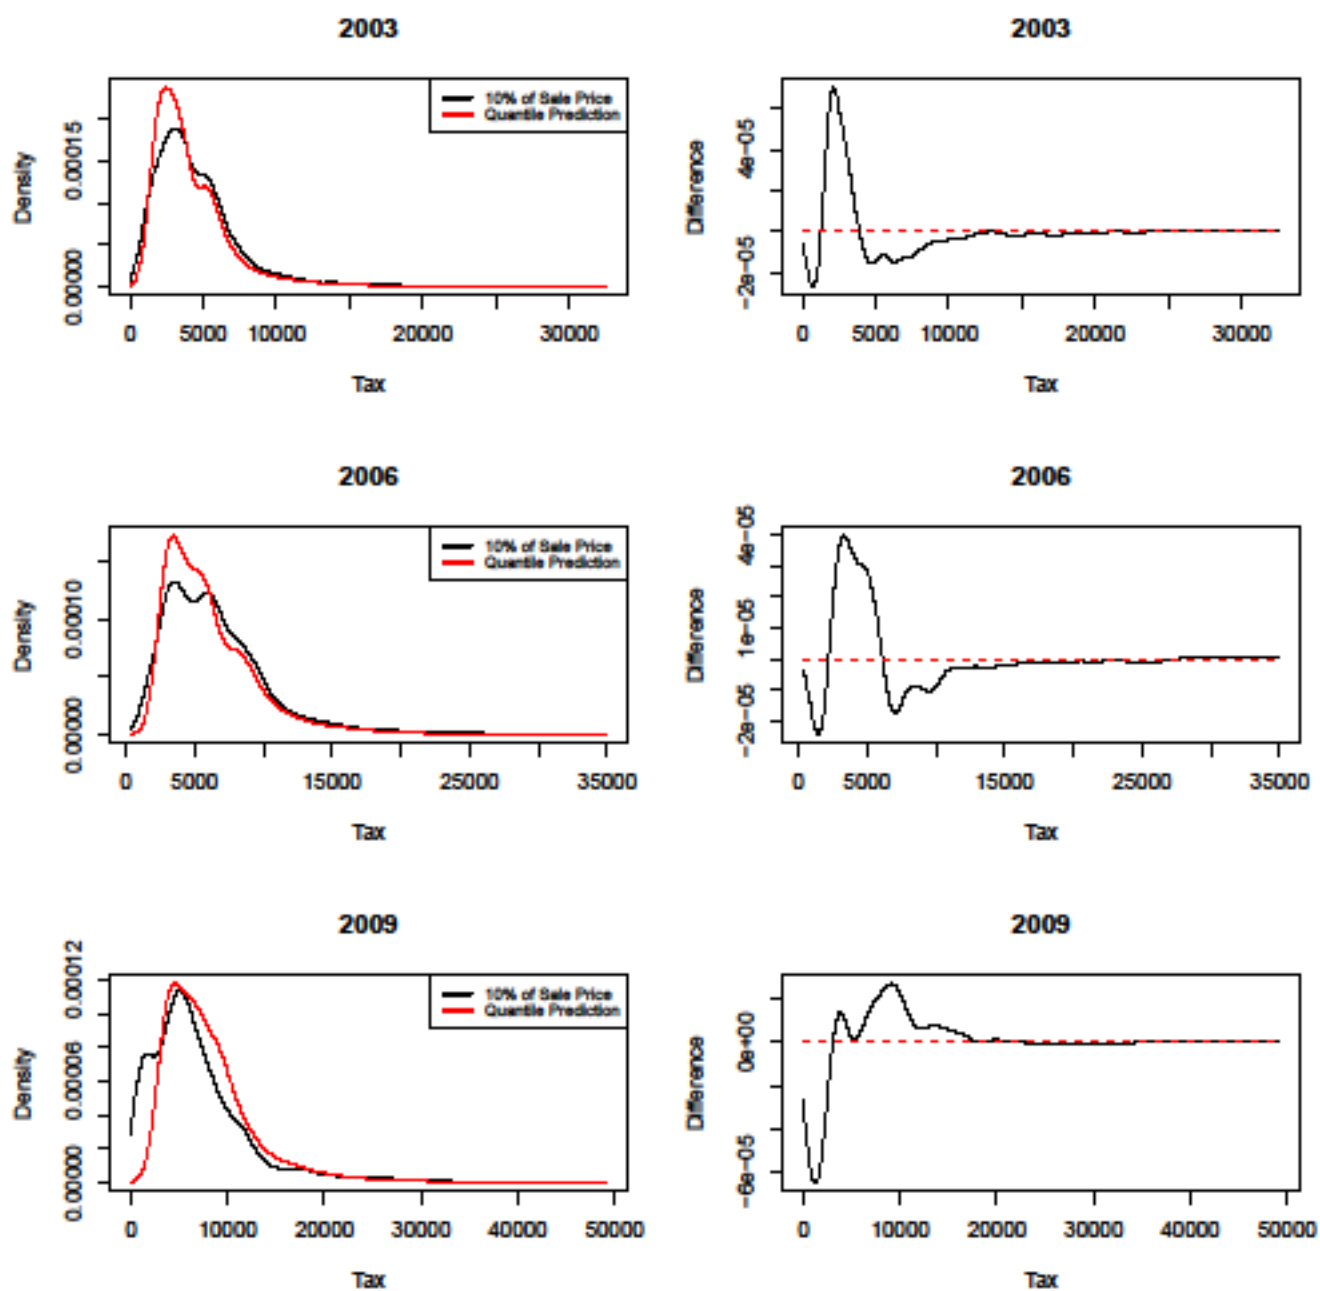 2003
10% of Sale Price
Quantile Prediction
Density
0.00000 0.00015
0 5000 10000 20000 30000
Tax
2003
Difference
−2e−05 4e−05
0 5000 10000 20000 30000
Tax
2006
10% of Sale Price
Quantile Prediction
Density
0.00000 0.00010
0 5000 15000 25000 35000
Tax
2006
Difference
−2e−05 1e−05 4e−05
0 5000 15000 25000 35000
Tax
2009
10% of Sale Price
Quantile Prediction
Density
0.00000 0.00006 0.00012
0 10000 20000 30000 40000 50000
Tax
2009
Difference
−6e−05 0e+00
0 10000 20000 30000 40000 50000
Tax